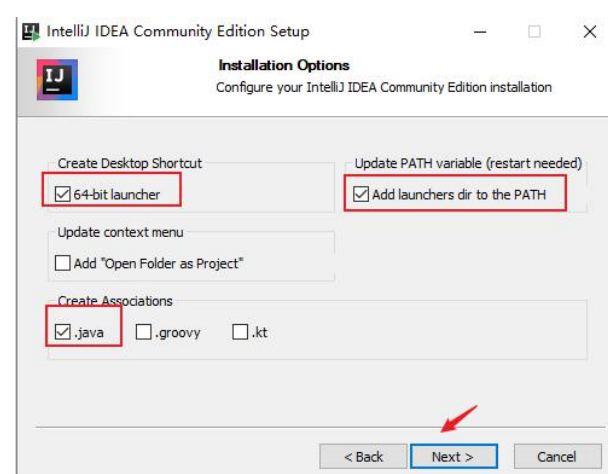 IntelliJ IDEA Community Edition Setup
IJ
Installation Options
Configure your IntelliJ IDEA Community Edition installation
Create Desktop Shortcut
Update PATH variable (restart needed)
64-bit launcher
Add launchers dir to the PATH
Update context menu
Add "Open Folder as Project"
Create Associations
.java .groovy .kt
< Back Next > Cancel